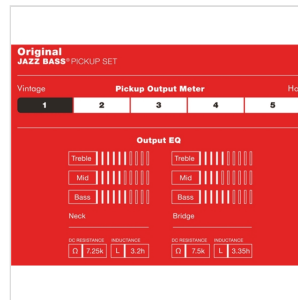 Original
JAZZ BASS® PICKUP SET
Vintage Pickup Output Meter
1 2 3 4 5
Output EQ
Treble Treble
Mid Mid
Bass Bass
Neck Bridge
DC RESISTANCE INDUCTANCE DC RESISTANCE INDUCTANCE
Ω 7.25k L 3.2h Ω 7.5k L 3.35h